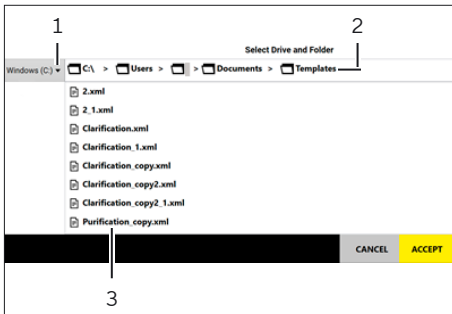 1
2
Select Drive and Folder
Windows (C:) C:\ > Users > > Documents > Templates
2.xml
2_1.xml
Clarification.xml
Clarification_1.xml
Clarification_copy.xml
Clarification_copy2.xml
Clarification_copy2_1.xml
Purification_copy.xml
CANCEL ACCEPT
3